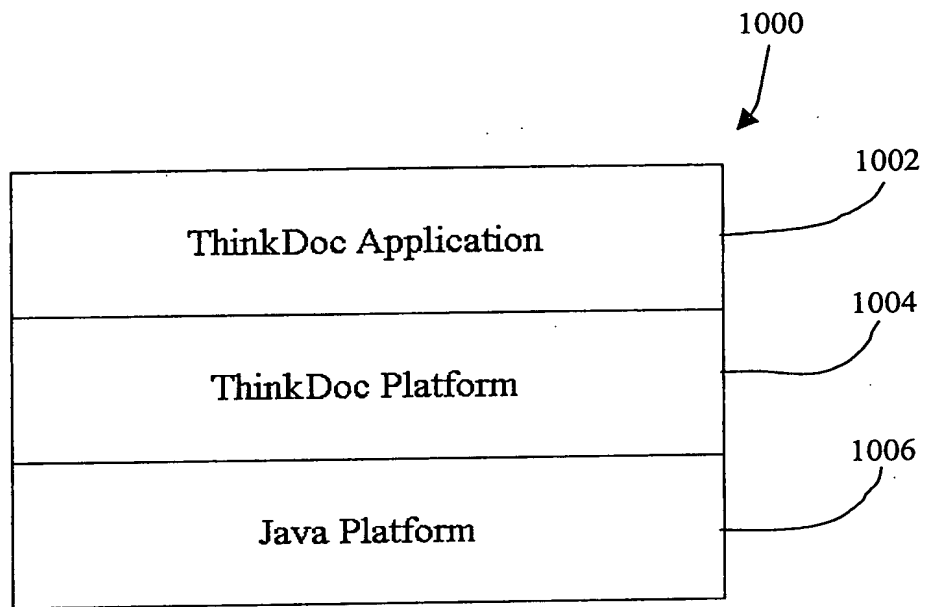 1000
1002
ThinkDoc Application
1004
ThinkDoc Platform
1006
Java Platform